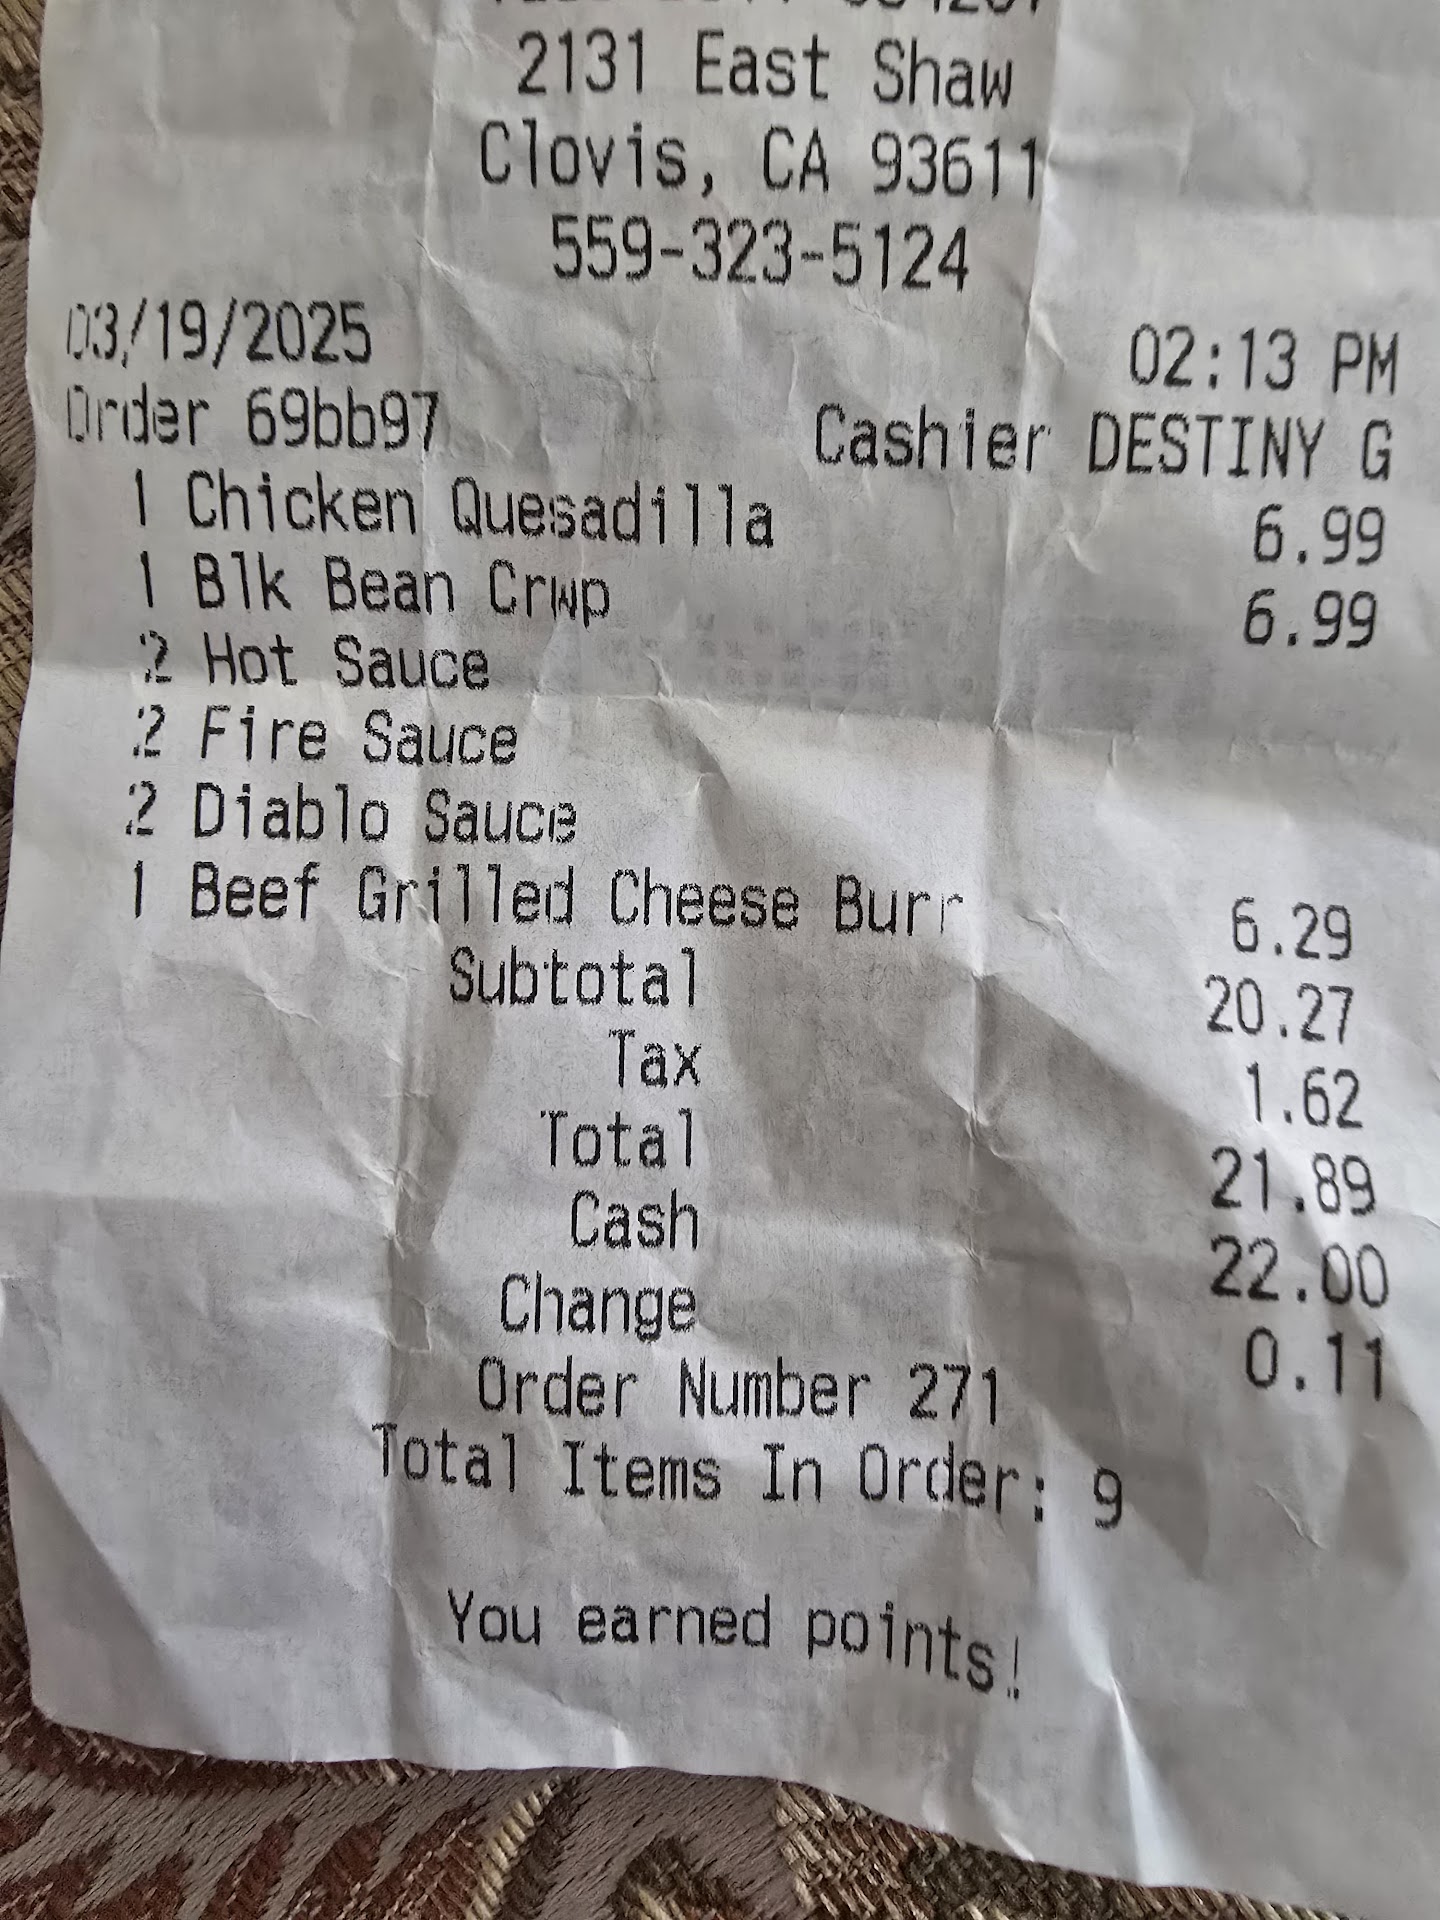 2131 East Shaw
Clovis, CA 93611
559-323-5124
03/19/2025 02:13 PM
Order 69bb97 Cashier DESTINY G
1 Chicken Quesadilla 6.99
1 Blk Bean Crwp 6.99
2 Hot Sauce
2 Fire Sauce
2 Diablo Sauce
1 Beef Grilled Cheese Burr 6.29
Subtotal 20.27
Tax 1.62
Total 21.89
Cash 22.00
Change 0.11
Order Number 271
Total Items In Order: 9
You earned points!